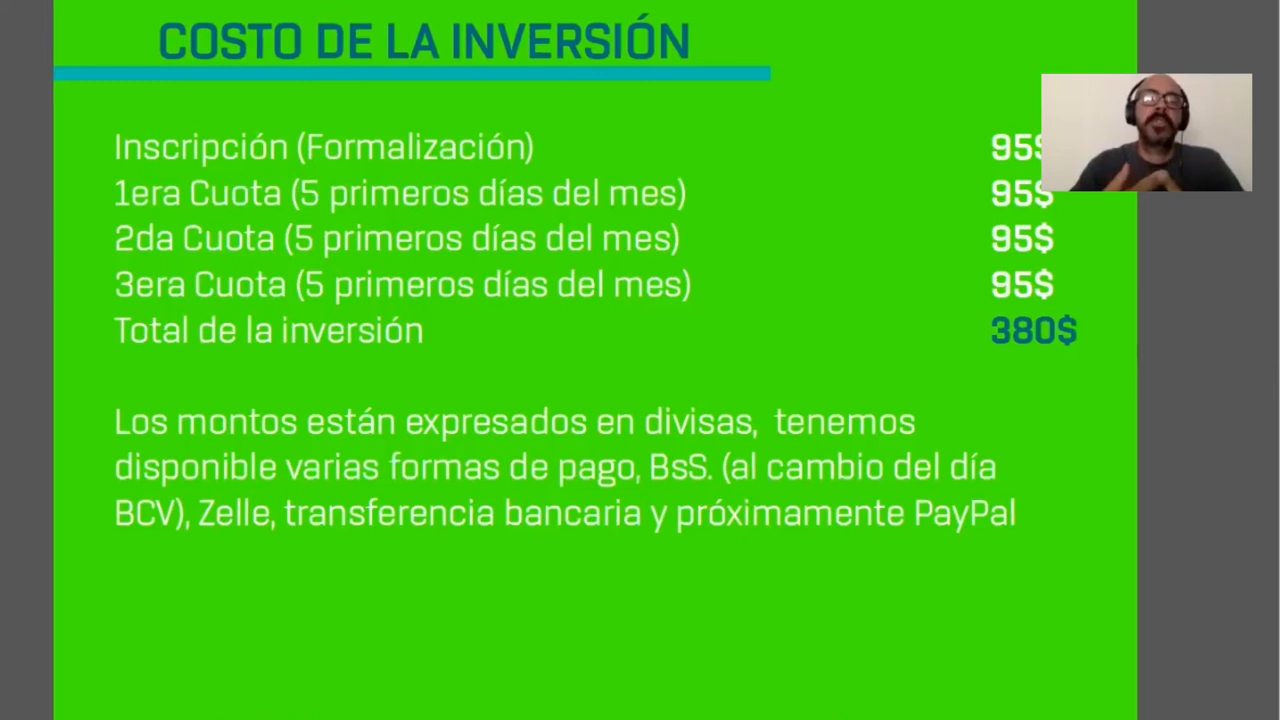 COSTO DE LA INVERSIÓN
Inscripción (Formalización) 95$
1era Cuota (5 primeros días del mes) 95$
2da Cuota (5 primeros días del mes) 95$
3era Cuota (5 primeros días del mes) 95$
Total de la inversión 380$
Los montos están expresados en divisas, tenemos
disponible varias formas de pago, BsS. (al cambio del día
BCV), Zelle, transferencia bancaria y próximamente PayPal